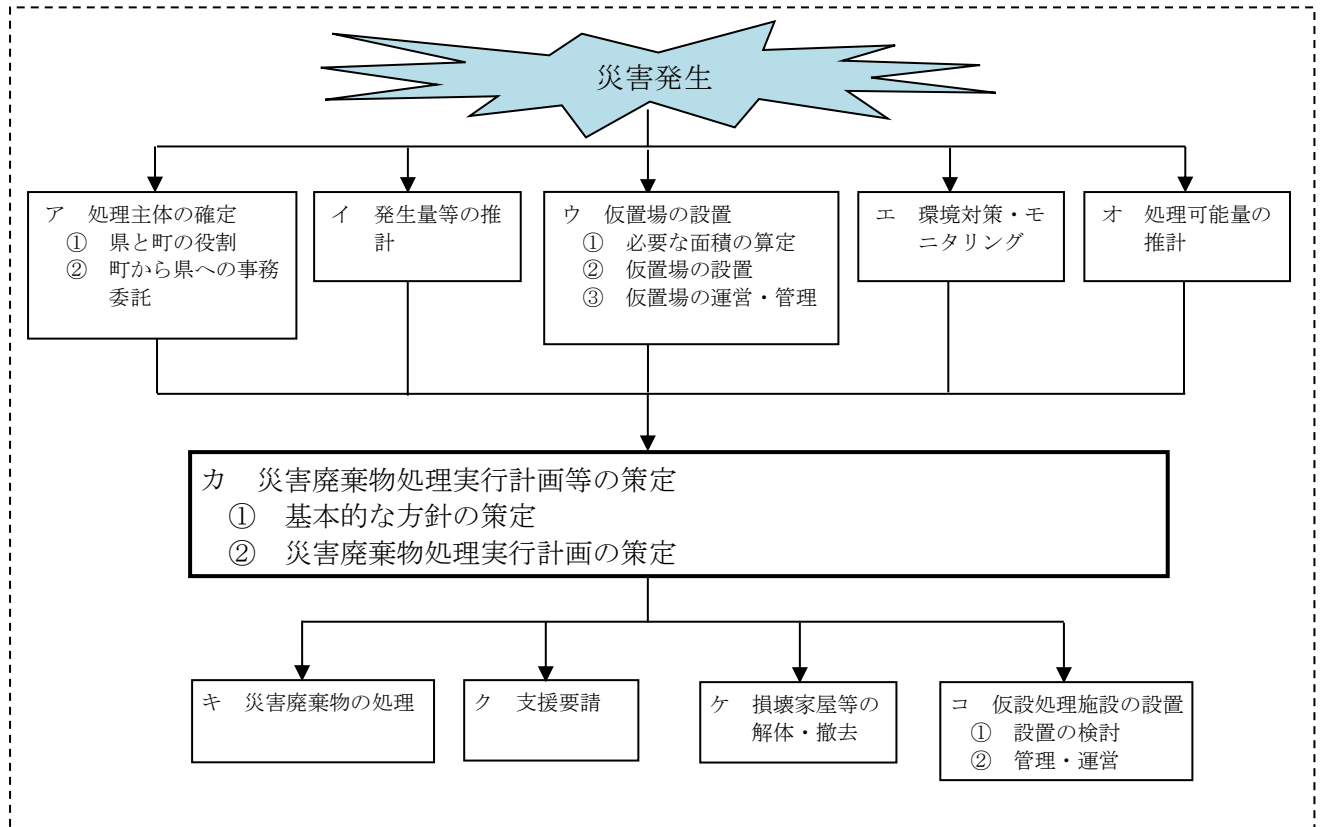 災害発生
ア 処理主体の確定
① 県と町の役割
② 町から県への事務
委託
イ 発生量等の推
計
ウ 仮置場の設置
① 必要な面積の算定
② 仮置場の設置
③ 仮置場の運営・管理
エ 環境対策・モ
ニタリング
オ 処理可能量の
推計
カ 災害廃棄物処理実行計画等の策定
① 基本的な方針の策定
② 災害廃棄物処理実行計画の策定
キ 災害廃棄物の処理
ク 支援要請
ケ 損壊家屋等の
解体・撤去
コ 仮設処理施設の設置
① 設置の検討
② 管理・運営